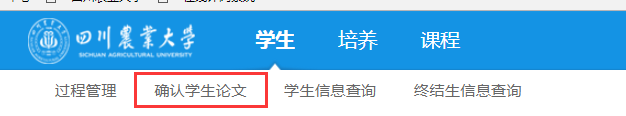 四川農業大學 学生 培养 课程
SICHUAN AGRICULTURAL UNIVERSITY
过程管理 确认学生论文 学生信息查询 终结生信息查询